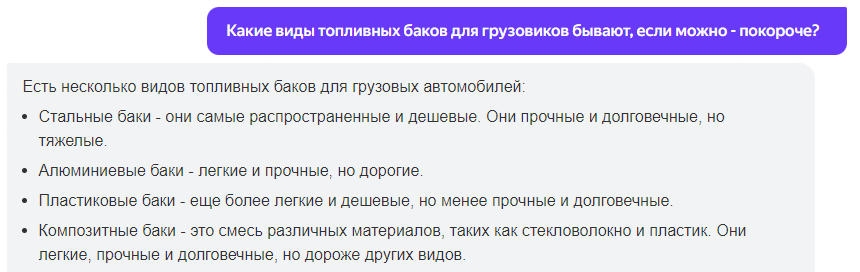 Какие виды топливных баков для грузовиков бывают, если можно - покороче?
Есть несколько видов топливных баков для грузовых автомобилей:
• Стальные баки - они самые распространенные и дешевые. Они прочные и долговечные, но
тяжелые.
• Алюминиевые баки - легкие и прочные, но дорогие.
• Пластиковые баки - еще более легкие и дешевые, но менее прочные и долговечные.
• Композитные баки - это смесь различных материалов, таких как стекловолокно и пластик. Они
легкие, прочные и долговечные, но дороже других видов.